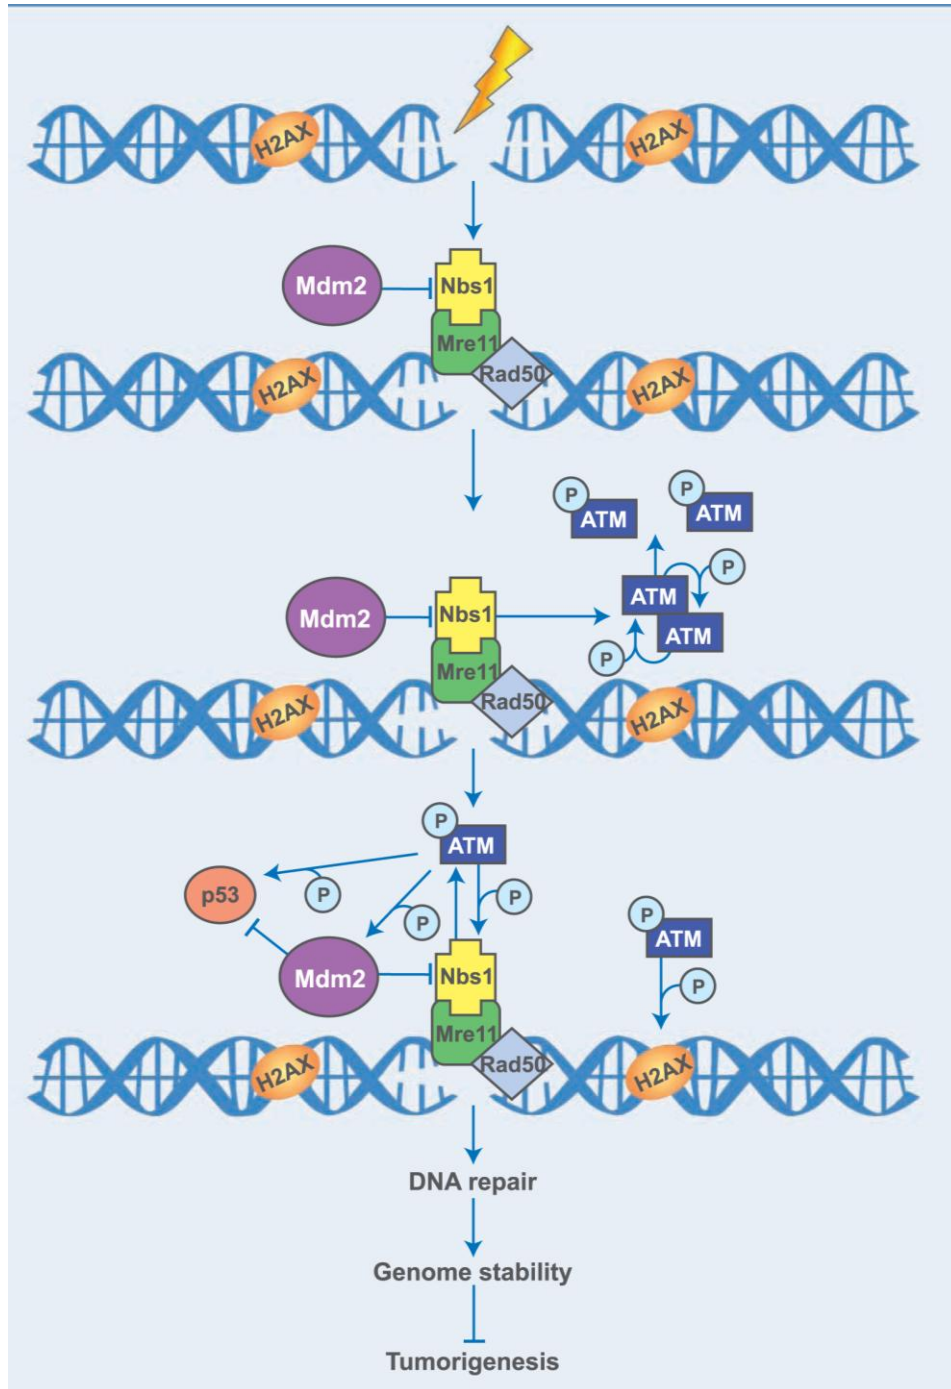 H2AX
H2AX
Mdm2
Nbs1
Mre11
Rad50
H2AX
H2AX
P
ATM
P
ATM
Mdm2
Nbs1
ATM
P
ATM
P
Mre11
Rad50
H2AX
H2AX
P
ATM
p53
P
P
P
P
ATM
Mdm2
Nbs1
P
Mre11
Rad50
H2AX
H2AX
DNA repair
Genome stability
Tumorigenesis